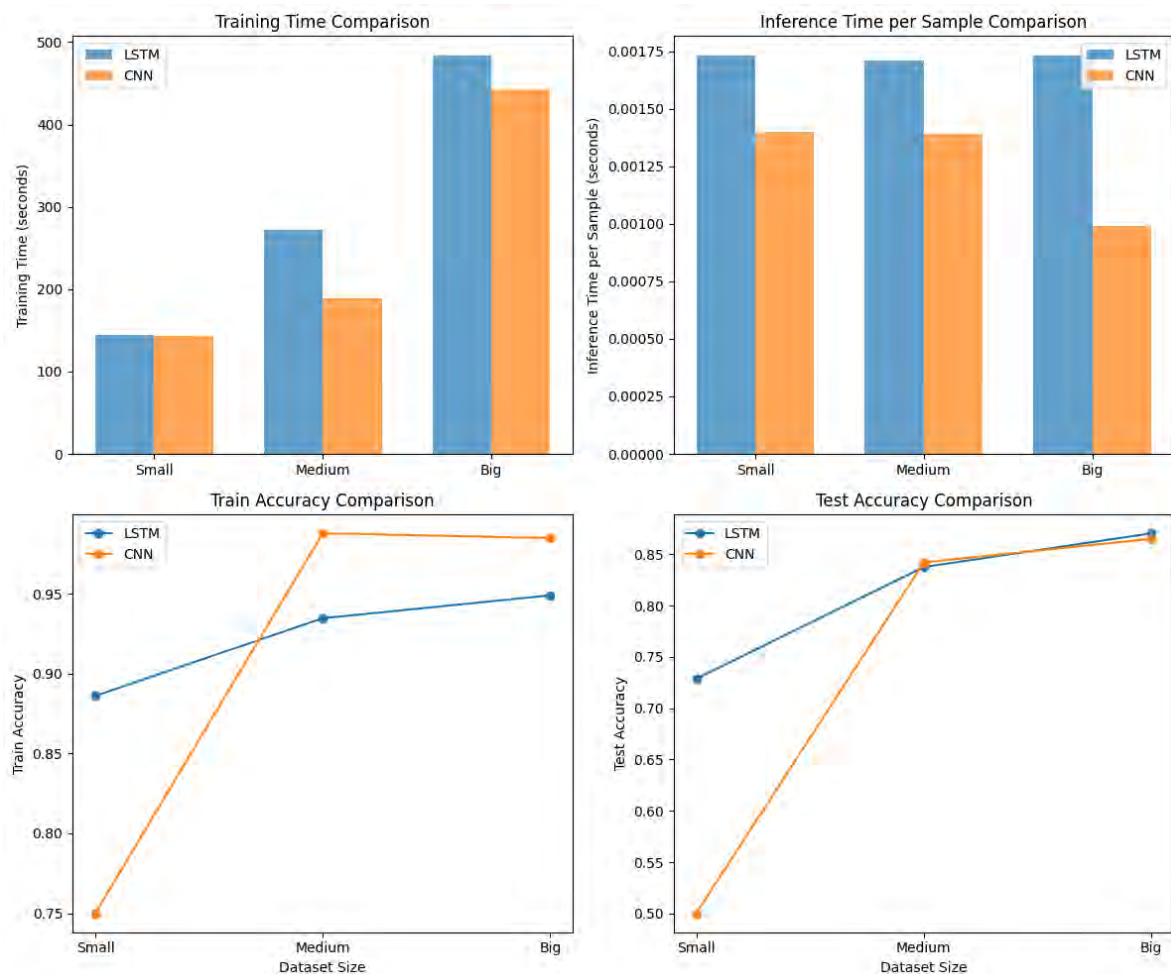 Training Time Comparison
LSTM
CNN
500
400
300
200
100
0
Training Time (seconds)
Small
Medium
Big
Inference Time per Sample Comparison
LSTM
CNN
0.00175
0.00150
0.00125
0.00100
0.00075
0.00050
0.00025
0.00000
Inference Time per Sample (seconds)
Small
Medium
Big
Train Accuracy Comparison
LSTM
CNN
0.95
0.90
0.85
0.80
0.75
Train Accuracy
Small
Medium
Big
Dataset Size
Test Accuracy Comparison
LSTM
CNN
0.85
0.80
0.75
0.70
0.65
0.60
0.55
0.50
Test Accuracy
Small
Medium
Big
Dataset Size